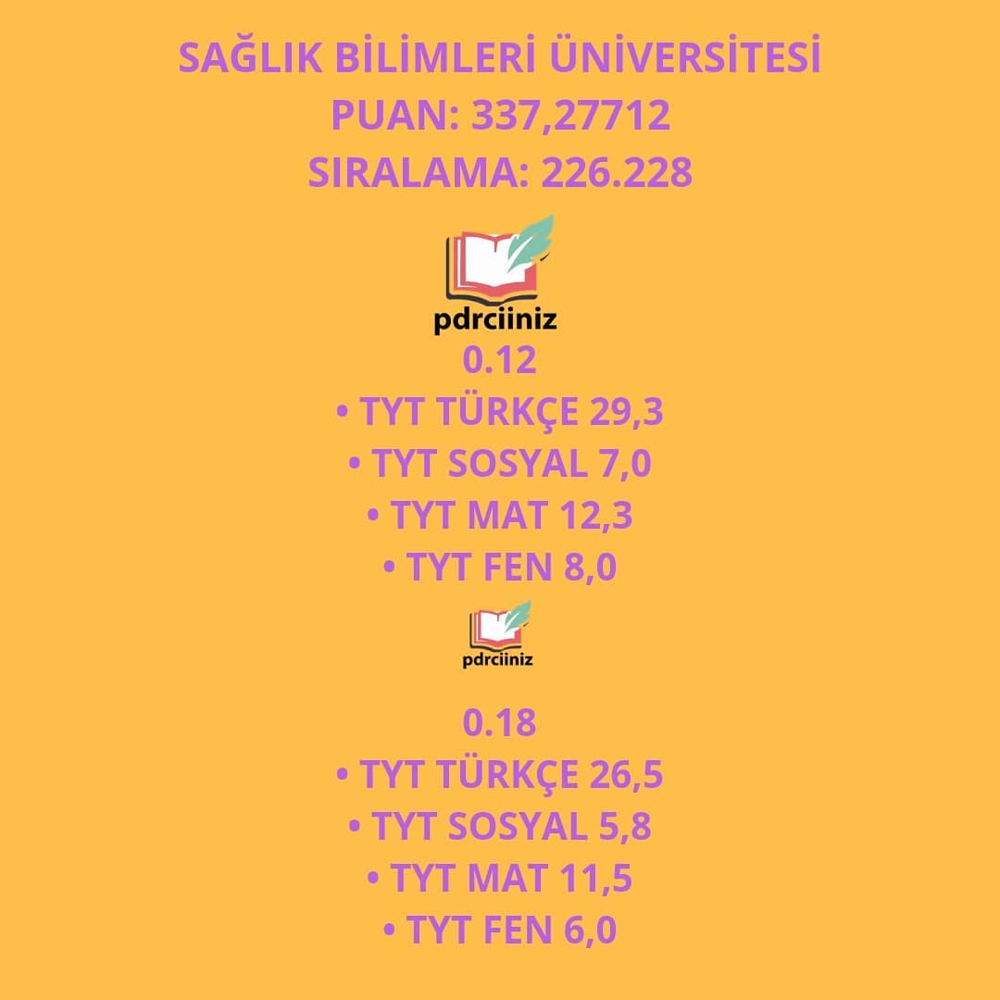 SAĞLIK BİLİMLERİ ÜNİVERSİTESİ
PUAN: 337,27712
SIRALAMA: 226.228
pdrciiniz
0.12
• TYT TÜRKÇE 29,3
• TYT SOSYAL 7,0
• TYT MAT 12,3
• TYT FEN 8,0
pdrciiniz
0.18
• TYT TÜRKÇE 26,5
• TYT SOSYAL 5,8
• TYT MAT 11,5
• TYT FEN 6,0